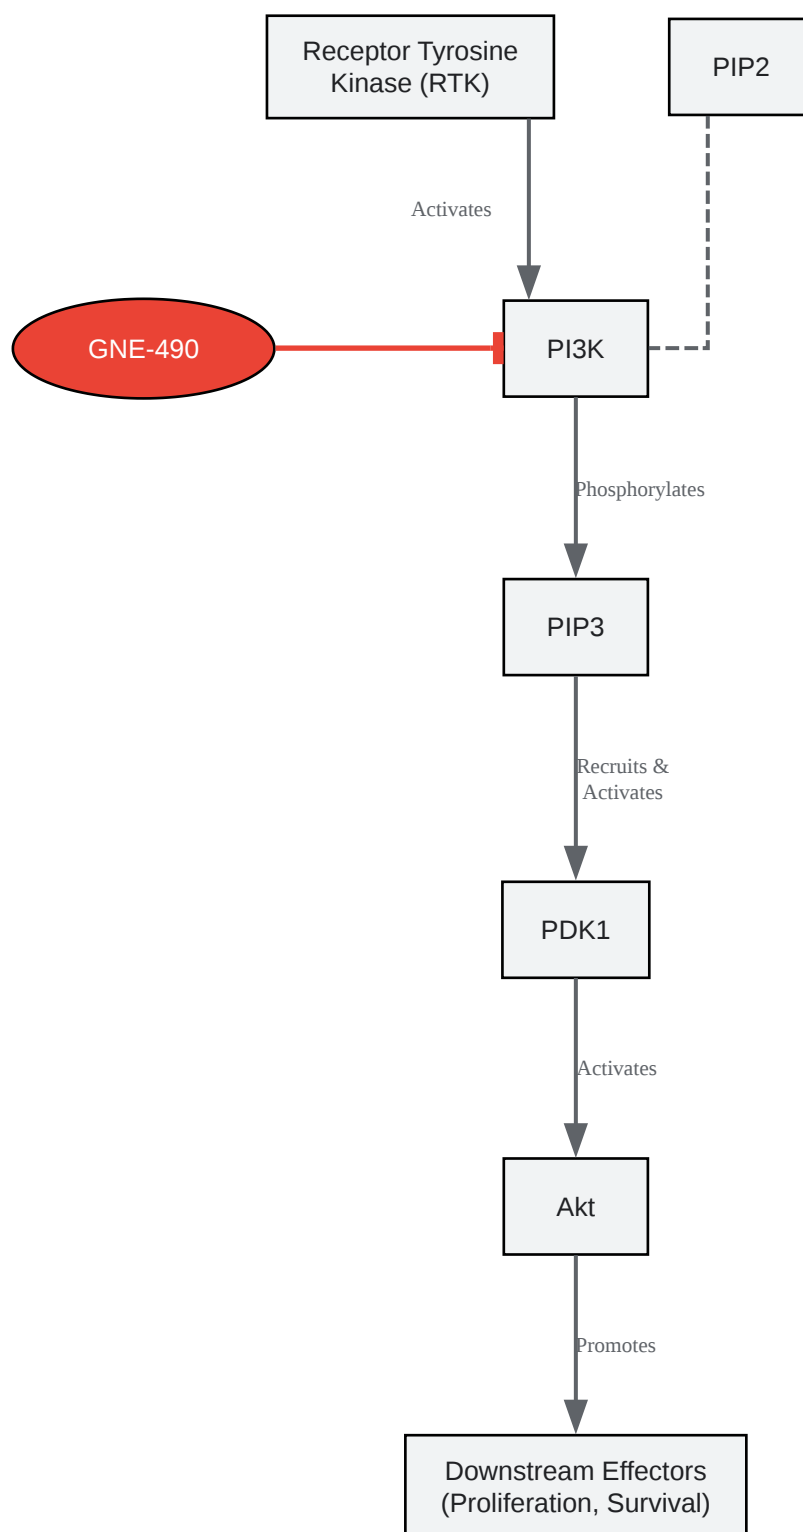 Receptor Tyrosine
Kinase (RTK)
PIP2
Activates
GNE-490
PI3K
Phosphorylates
PIP3
Recruits &
Activates
PDK1
Activates
Akt
Promotes
Downstream Effectors
(Proliferation, Survival)